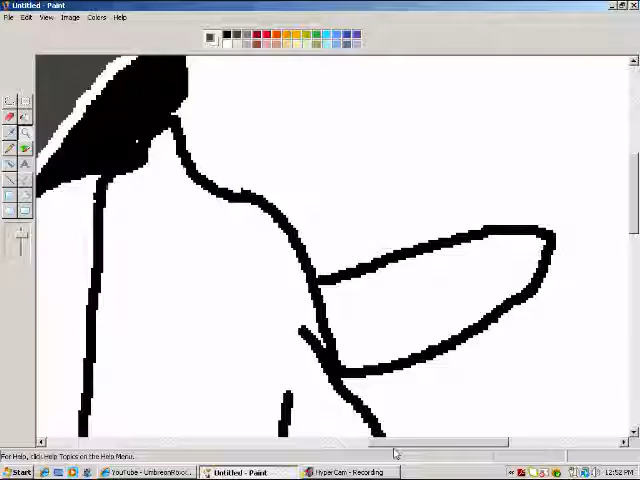 Untitled - Paint
File Edit View Image Colors Help
For Help, click Help Topics on the Help Menu.
Start
YouTube - UmbreonRox
Untitled - Paint
HyperCam - Recording
«
12:52 PM